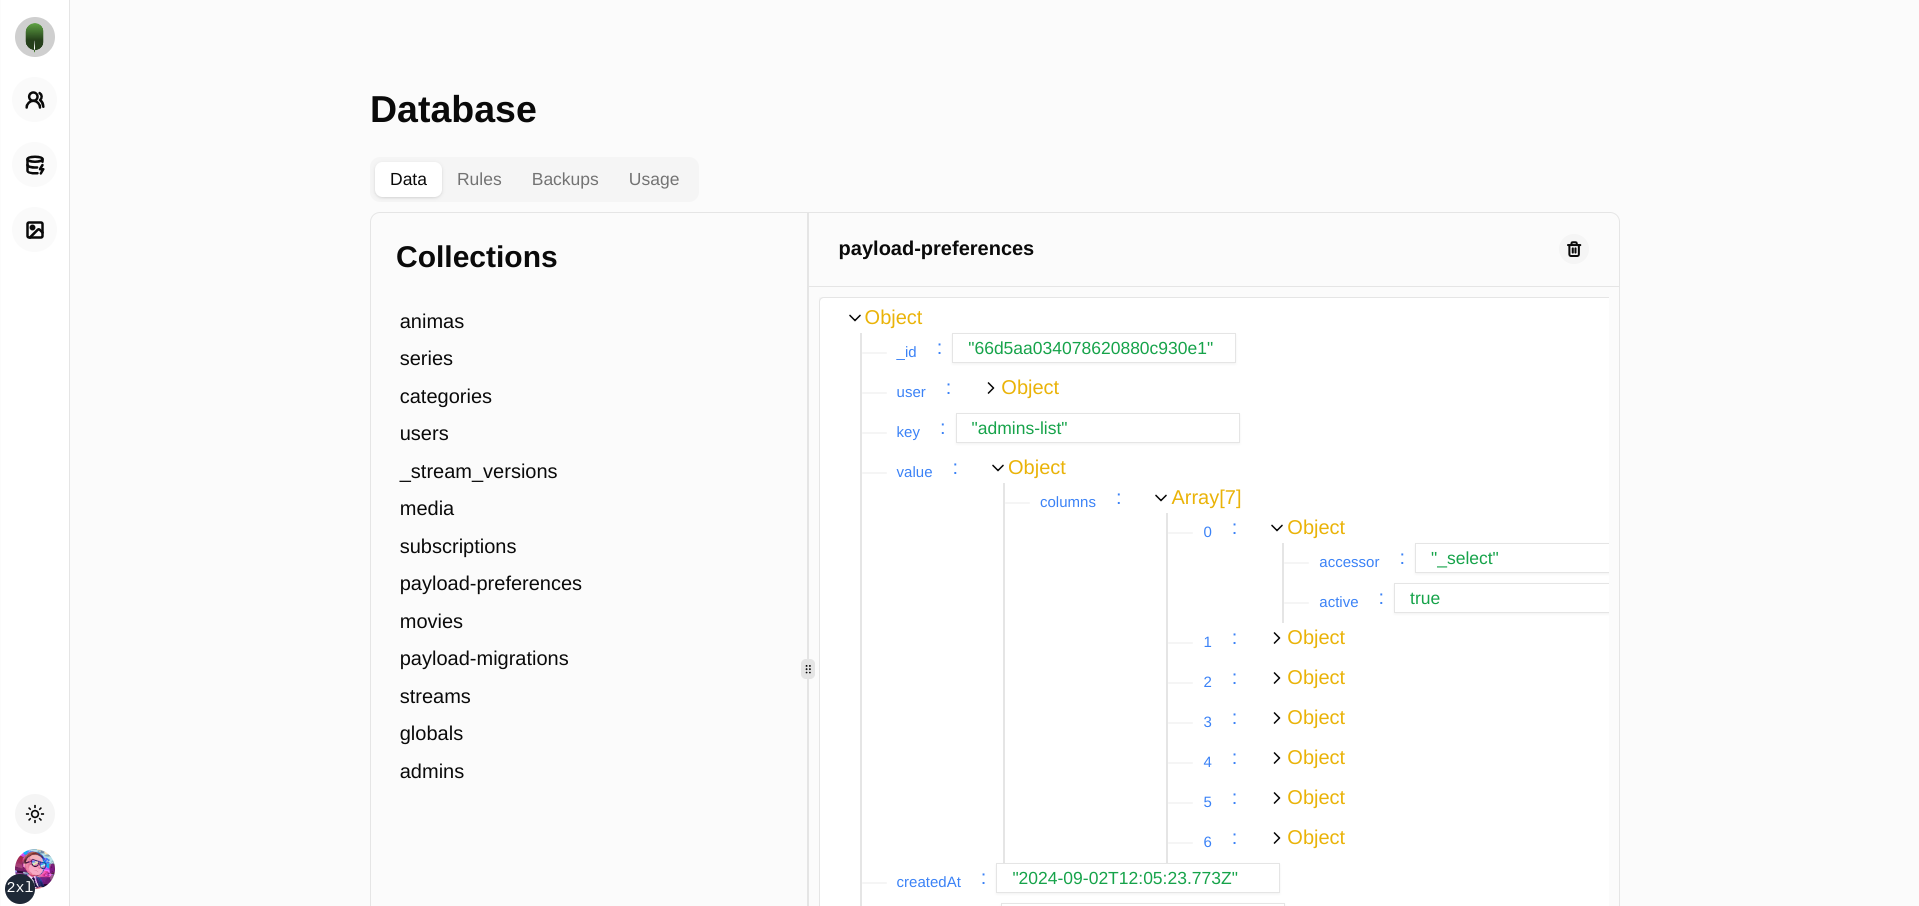 Database
Data Rules Backups Usage
Collections
animas
series
categories
users
_stream_versions
media
subscriptions
payload-preferences
movies
payload-migrations
streams
globals
admins
payload-preferences
Object
_id : "66d5aa034078620880c930e1"
user : Object
key : "admins-list"
value : Object
columns : Array[7]
0 : Object
accessor : "_select"
active : true
1 : Object
2 : Object
3 : Object
4 : Object
5 : Object
6 : Object
createdAt : "2024-09-02T12:05:23.773Z"
2xl